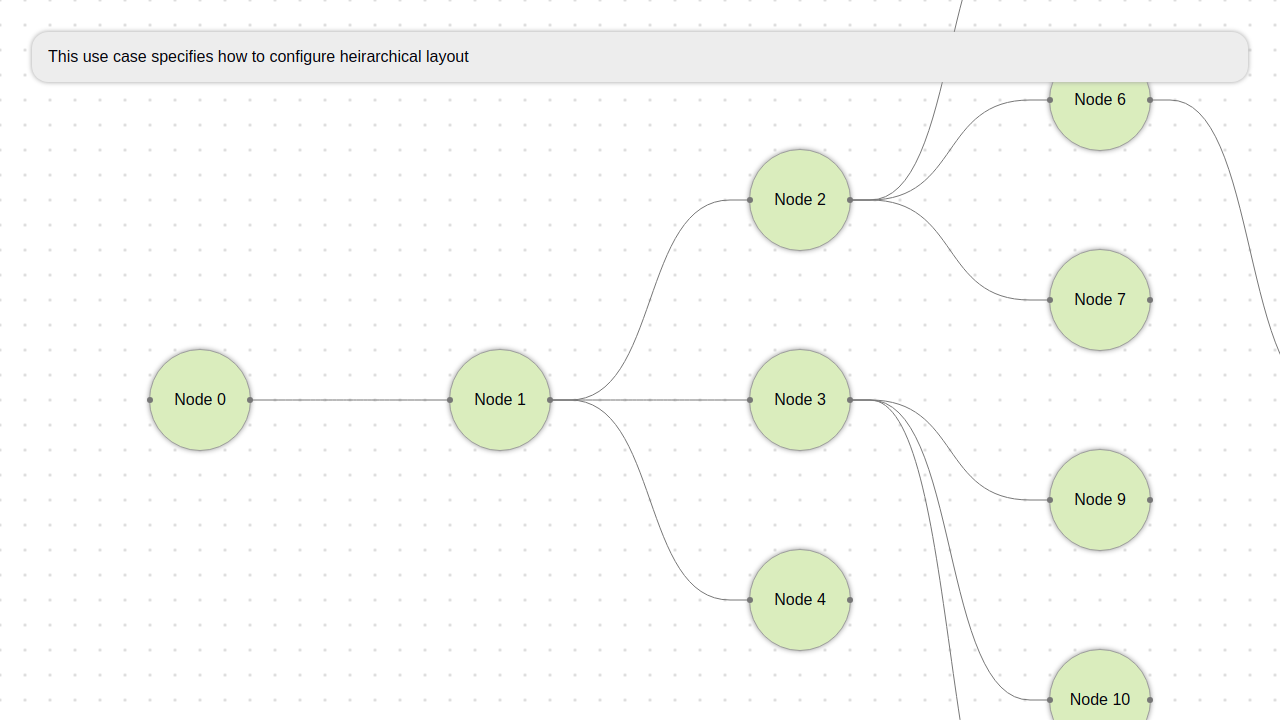 This use case specifies how to configure heirarchical layout
Node 6
Node 2
Node 7
Node 0
Node 1
Node 3
Node 9
Node 4
Node 10